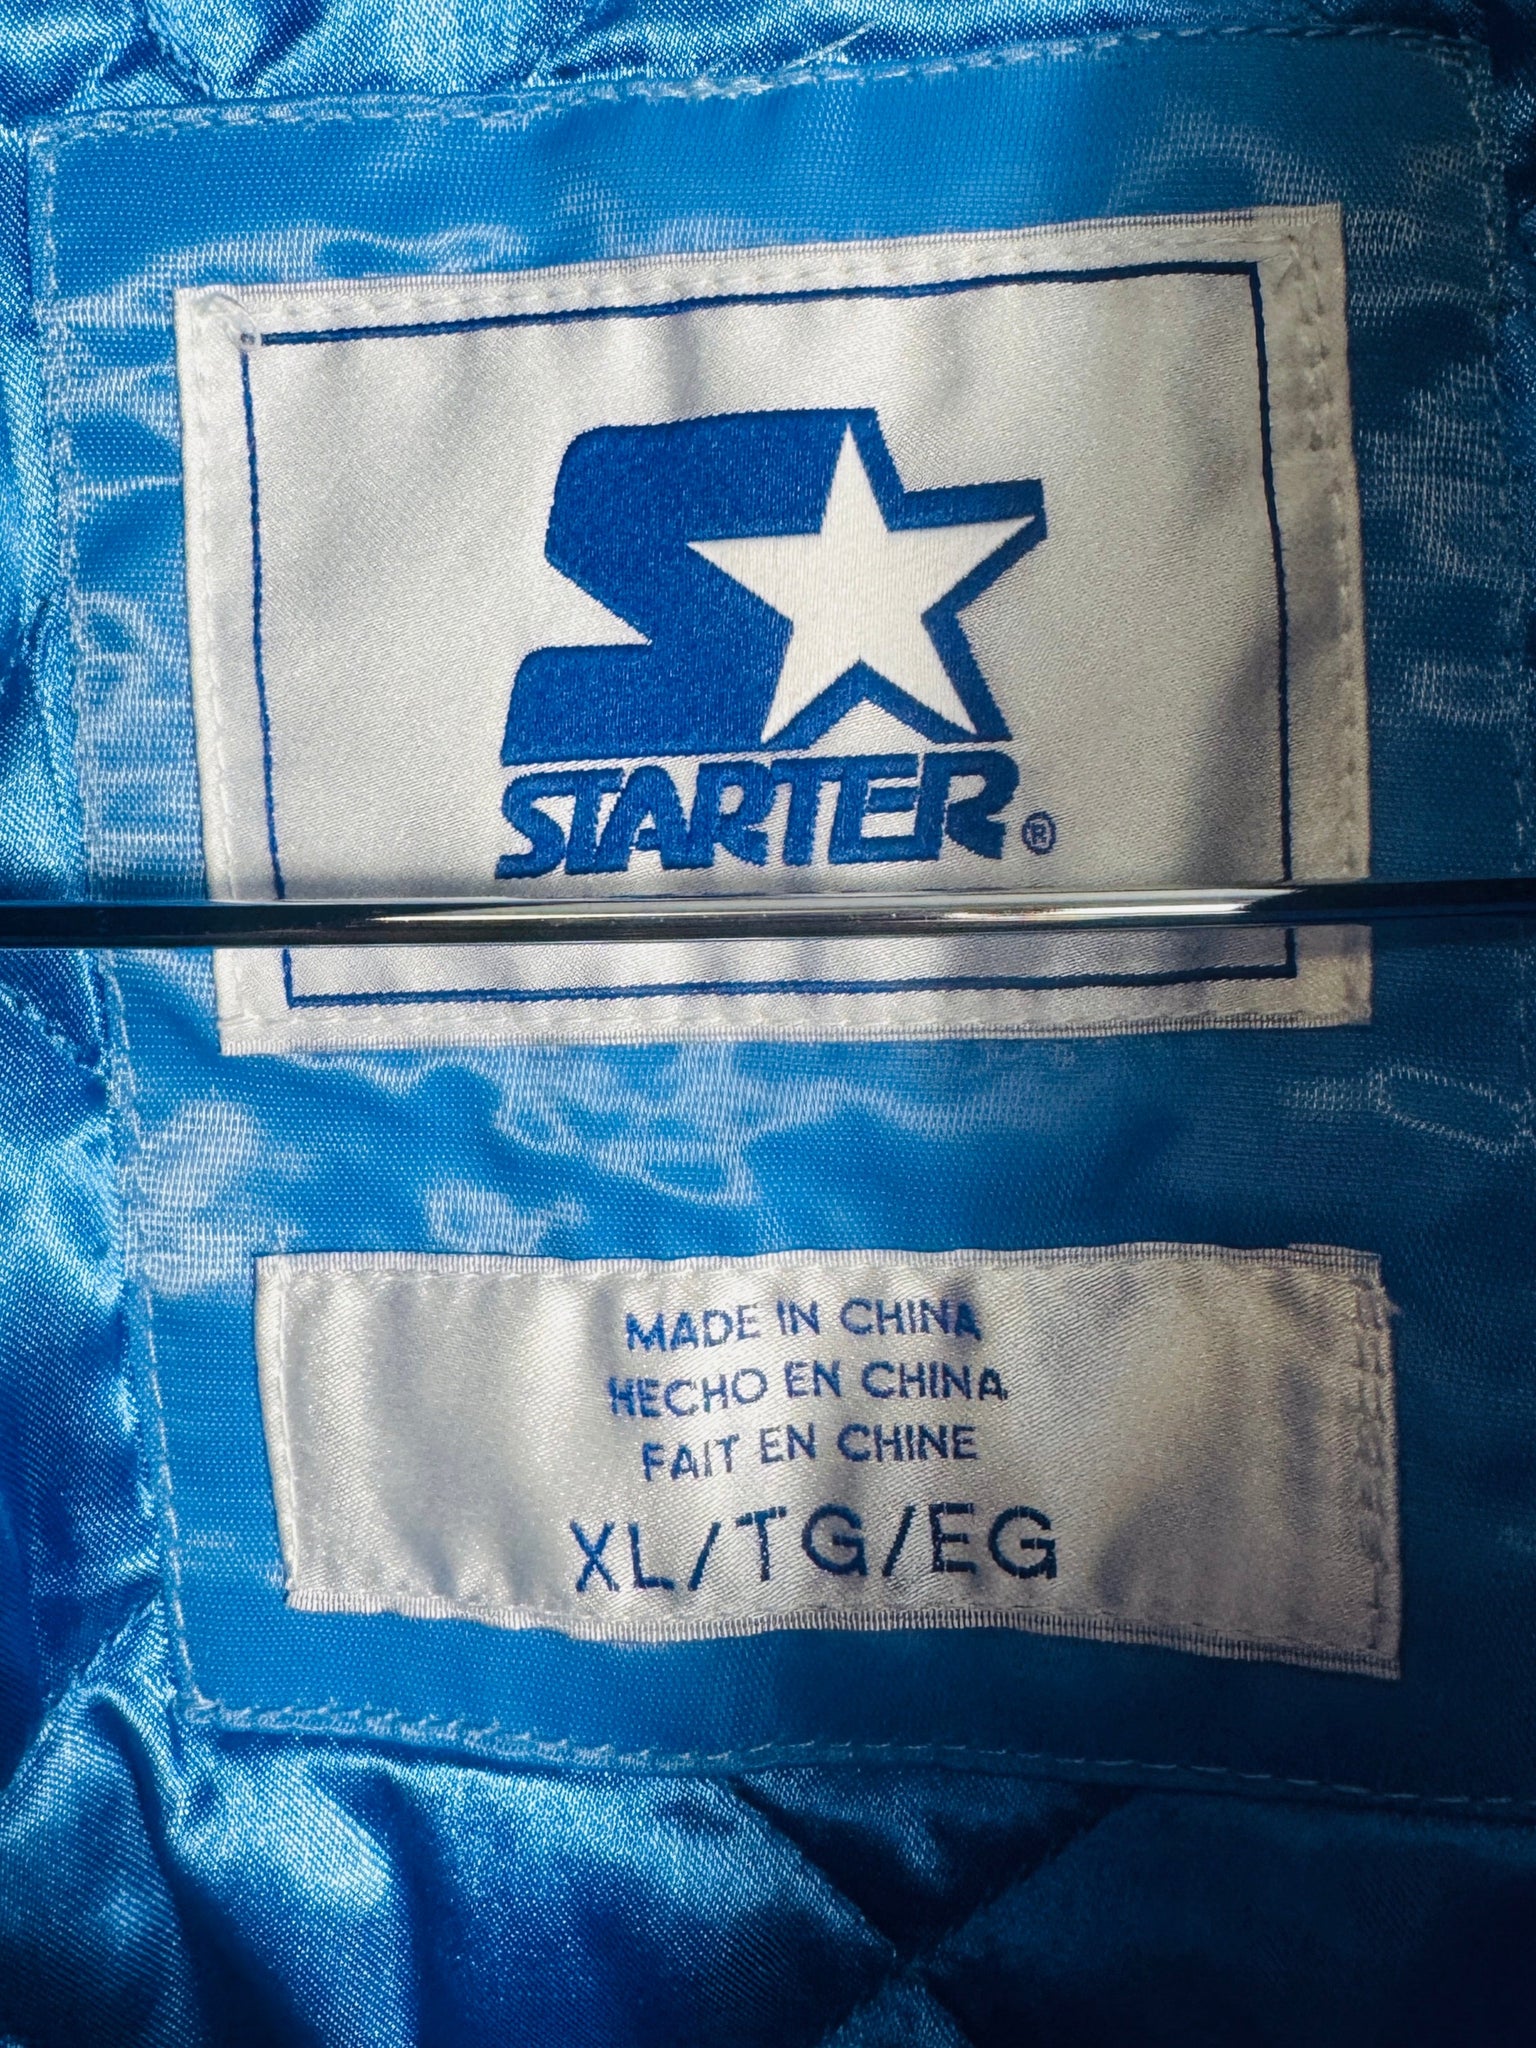 STARTER®
MADE IN CHINA
HECHO EN CHINA
FAIT EN CHINE
XL/TG/EG